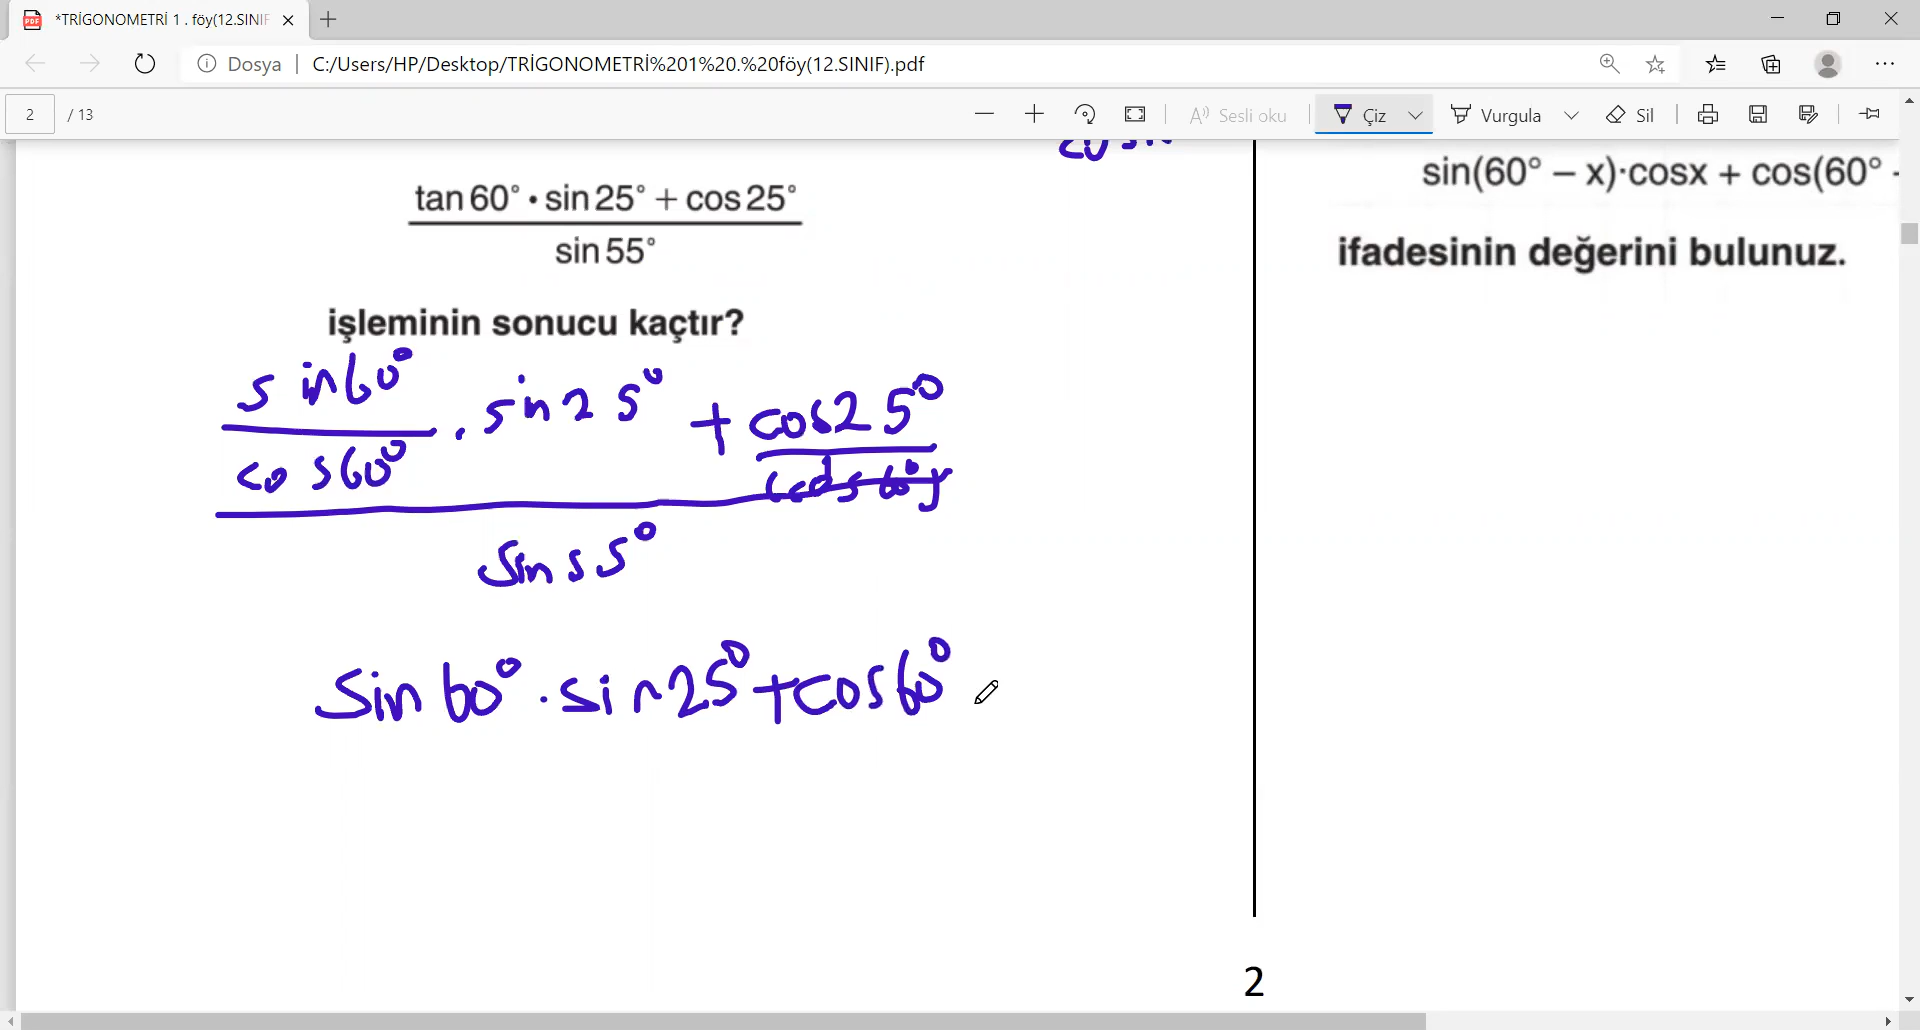 *TRİGONOMETRİ 1 . föy(12.SINIF
Dosya
C:/Users/HP/Desktop/TRİGONOMETRİ%201%20.%20föy(12.SINIF).pdf
2 / 13
Sesli oku
Çiz
Vurgula
Sil
tan 60° • sin 25° + cos 25°
sin 55°
işleminin sonucu kaçtır?
sin60° . sin25° + cos25°
cos60°
sin55°
sin60° . sin25° + cos60°
sin(60° – x)·cosx + cos(60° -
ifadesinin değerini bulunuz.
2